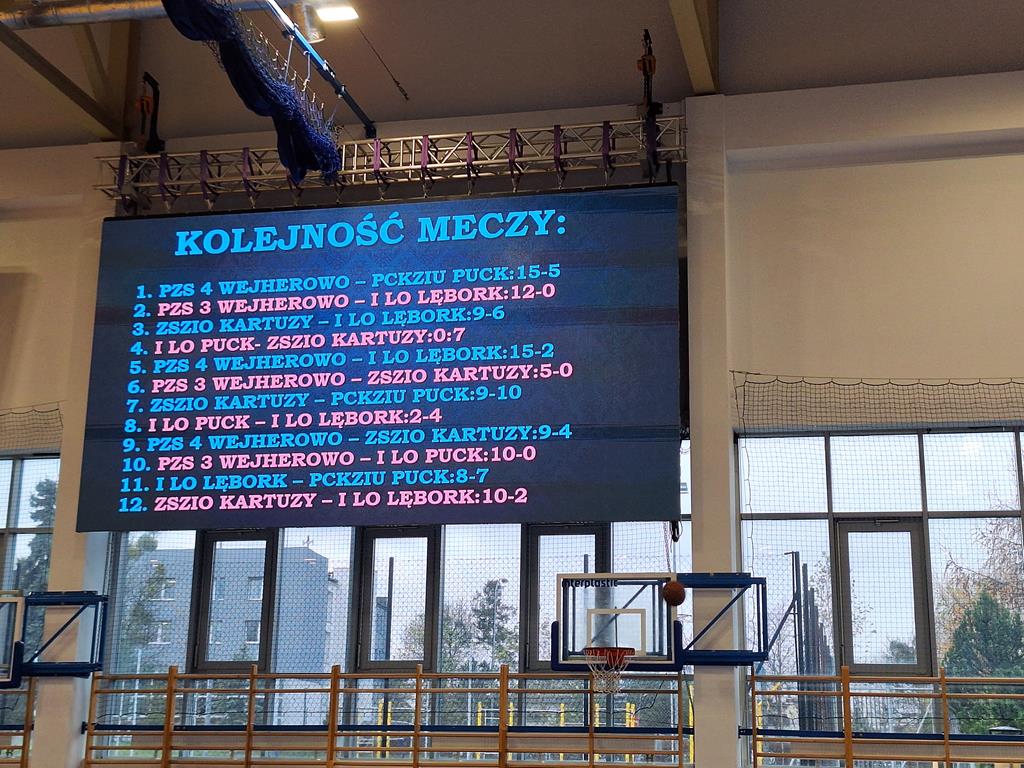 KOLEJNOŚĆ MECZY:
1. PZS 4 WEJHEROWO – PCKZIU PUCK:15-5
2. PZS 3 WEJHEROWO – I LO LĘBORK:12-0
3. ZSZIO KARTUZY – I LO LĘBORK:9-6
4. I LO PUCK- ZSZIO KARTUZY:0:7
5. PZS 4 WEJHEROWO – I LO LĘBORK:15-2
6. PZS 3 WEJHEROWO – ZSZIO KARTUZY:5-0
7. ZSZIO KARTUZY – PCKZIU PUCK:9-10
8. I LO PUCK – I LO LĘBORK:2-4
9. PZS 4 WEJHEROWO – ZSZIO KARTUZY:9-4
10. PZS 3 WEJHEROWO – I LO PUCK:10-0
11. I LO LĘBORK – PCKZIU PUCK:8-7
12. ZSZIO KARTUZY – I LO LĘBORK:10-2
interplastic